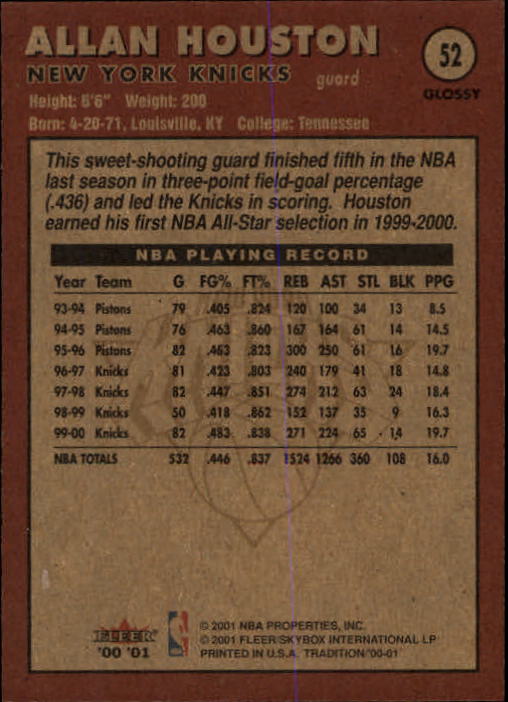 ALLAN HOUSTON
52
NEW YORK KNICKS guard
GLOSSY
Height: 6'6" Weight: 200
Born: 4-20-71, Louisville, KY College: Tennessee
This sweet-shooting guard finished fifth in the NBA
last season in three-point field-goal percentage
(.436) and led the Knicks in scoring. Houston
earned his first NBA All-Star selection in 1999-2000.
NBA PLAYING RECORD
Year Team G FG% FT% REB AST STL BLK PPG
93-94 Pistons 79 .405 .824 120 100 34 13 8.5
94-95 Pistons 76 .463 .860 167 164 61 14 14.5
95-96 Pistons 82 .453 .823 300 250 61 16 19.7
96-97 Knicks 81 .423 .803 240 179 41 18 14.8
97-98 Knicks 82 .447 .851 274 212 63 24 18.4
98-99 Knicks 50 .418 .862 152 137 35 9 16.3
99-00 Knicks 82 .483 .838 271 224 65 14 19.7
NBA TOTALS 532 .446 .837 1524 1266 360 108 16.0
FLEER
'00 '01
© 2001 NBA PROPERTIES, INC.
© 2001 FLEER/SKYBOX INTERNATIONAL LP
PRINTED IN U.S.A. TRADITION'00-01